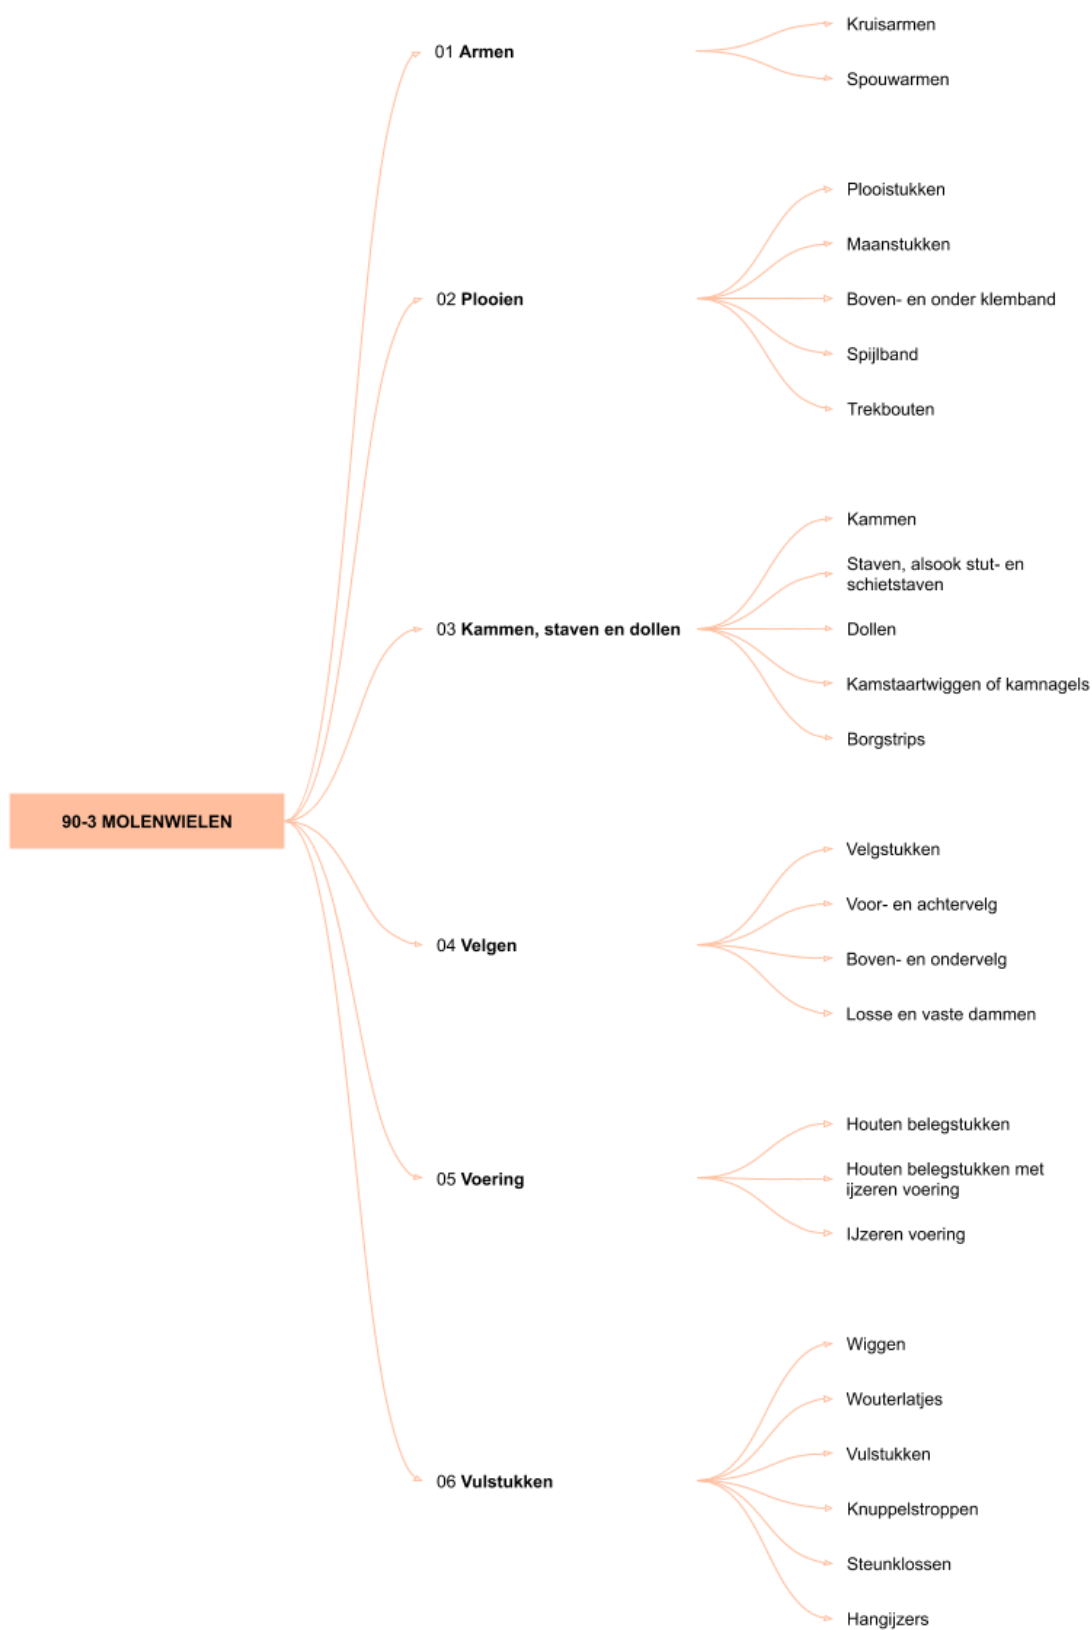 90-3 MOLENWIELEN
01 Armen
Kruisarmen
Spouwarmen
02 Plooien
Plooistukken
Maanstukken
Boven- en onder klemband
Spijlband
Trekbouten
03 Kammen, staven en dollen
Kammen
Staven, alsook stut- en
schietstaven
Dollen
Kamstaartwiggen of kamnagels
Borgstrips
04 Velgen
Velgstukken
Voor- en achtervelg
Boven- en ondervelg
Losse en vaste dammen
05 Voering
Houten belegstukken
Houten belegstukken met
ijzeren voering
IJzeren voering
06 Vulstukken
Wiggen
Wouterlatjes
Vulstukken
Knuppelstroppen
Steunklossen
Hangijzers